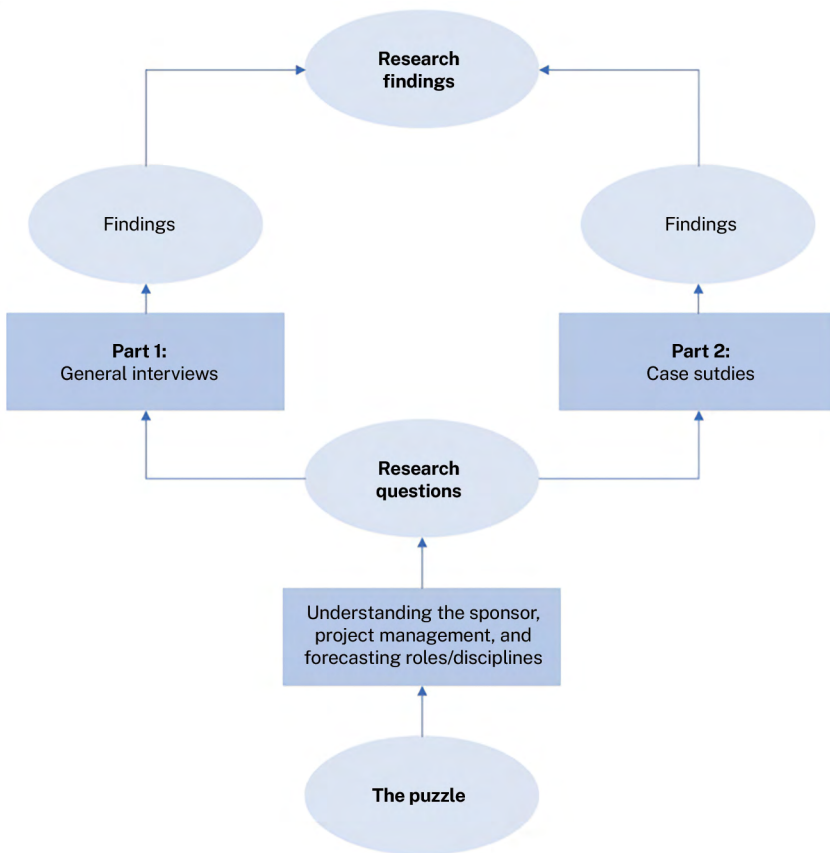 Research
findings
Findings
Findings
Part 1:
General interviews
Part 2:
Case sutdies
Research
questions
Understanding the sponsor,
project management, and
forecasting roles/disciplines
The puzzle